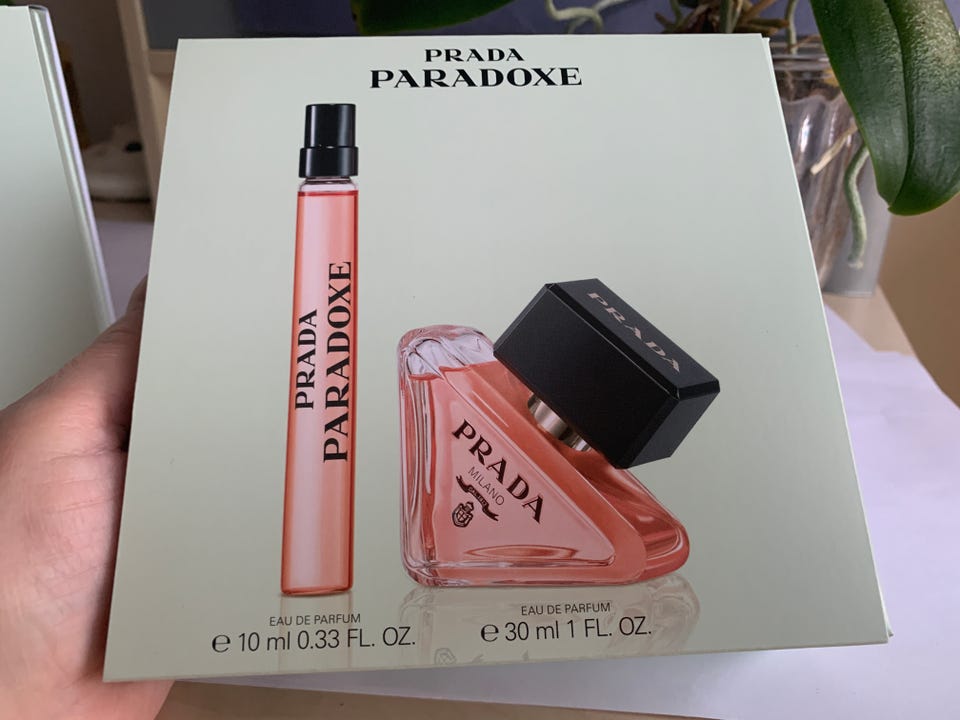 PRADA
PARADOXE
PRADA
PARADOXE
PRADA
PRADA
MILANO
EAU DE PARFUM
℮ 10 ml 0.33 FL. OZ.
EAU DE PARFUM
℮ 30 ml 1 FL. OZ.